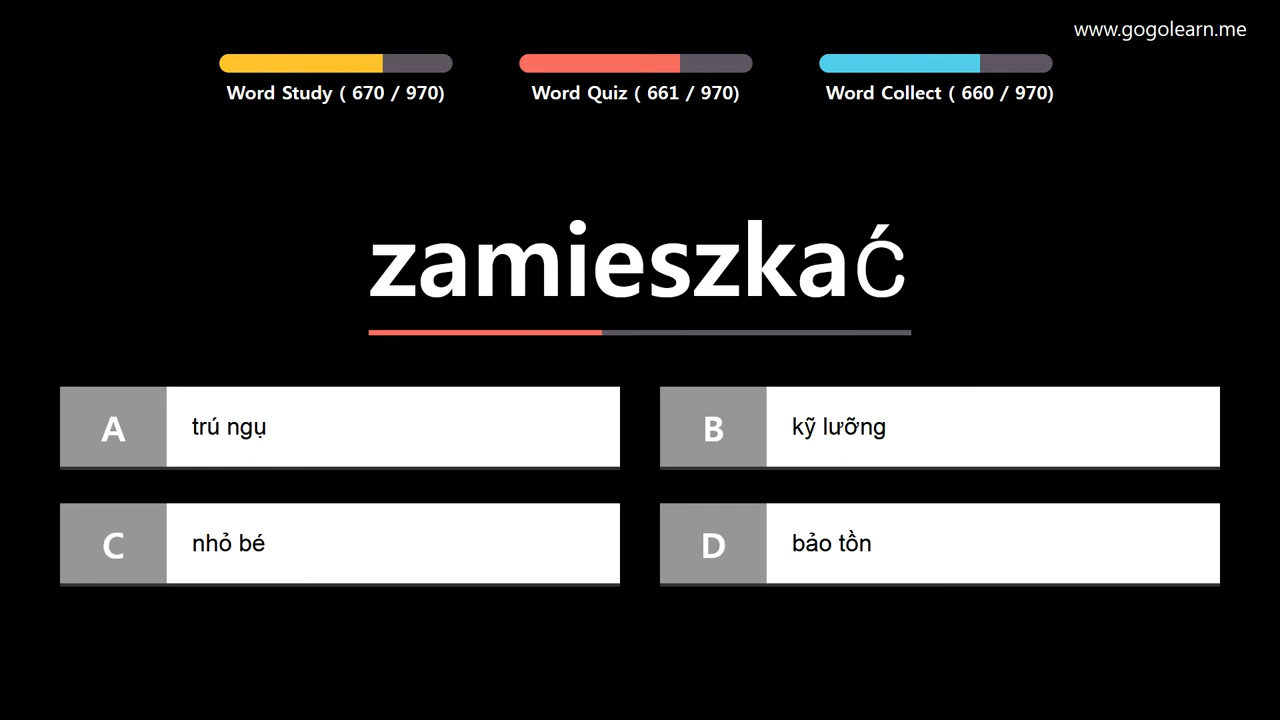 www.gogolearn.me
Word Study ( 670 / 970)
Word Quiz ( 661 / 970)
Word Collect ( 660 / 970)
zamieszkać
A trú ngụ
B kỹ lưỡng
C nhỏ bé
D bảo tồn